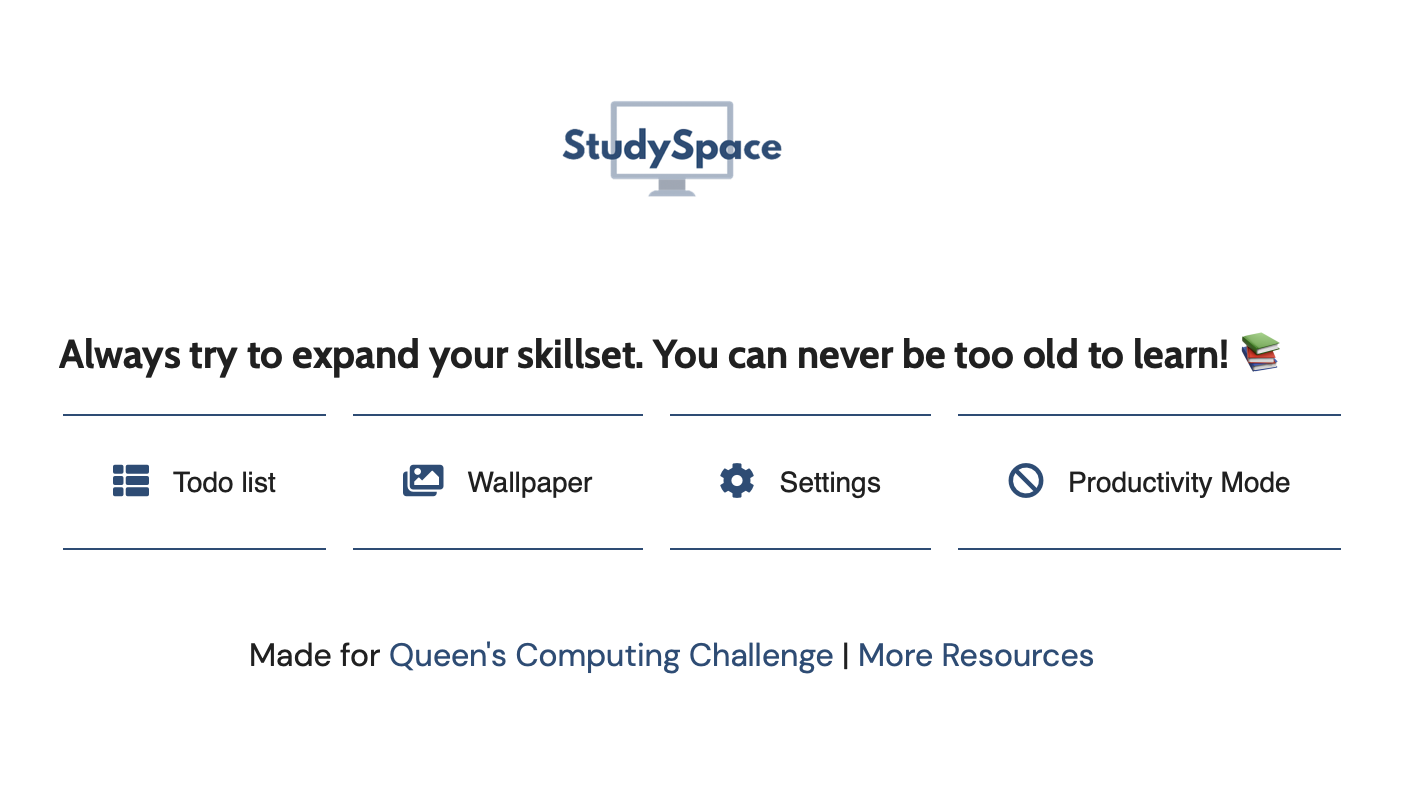 StudySpace
Always try to expand your skillset. You can never be too old to learn! 📚
Todo list
Wallpaper
Settings
Productivity Mode
Made for Queen's Computing Challenge | More Resources